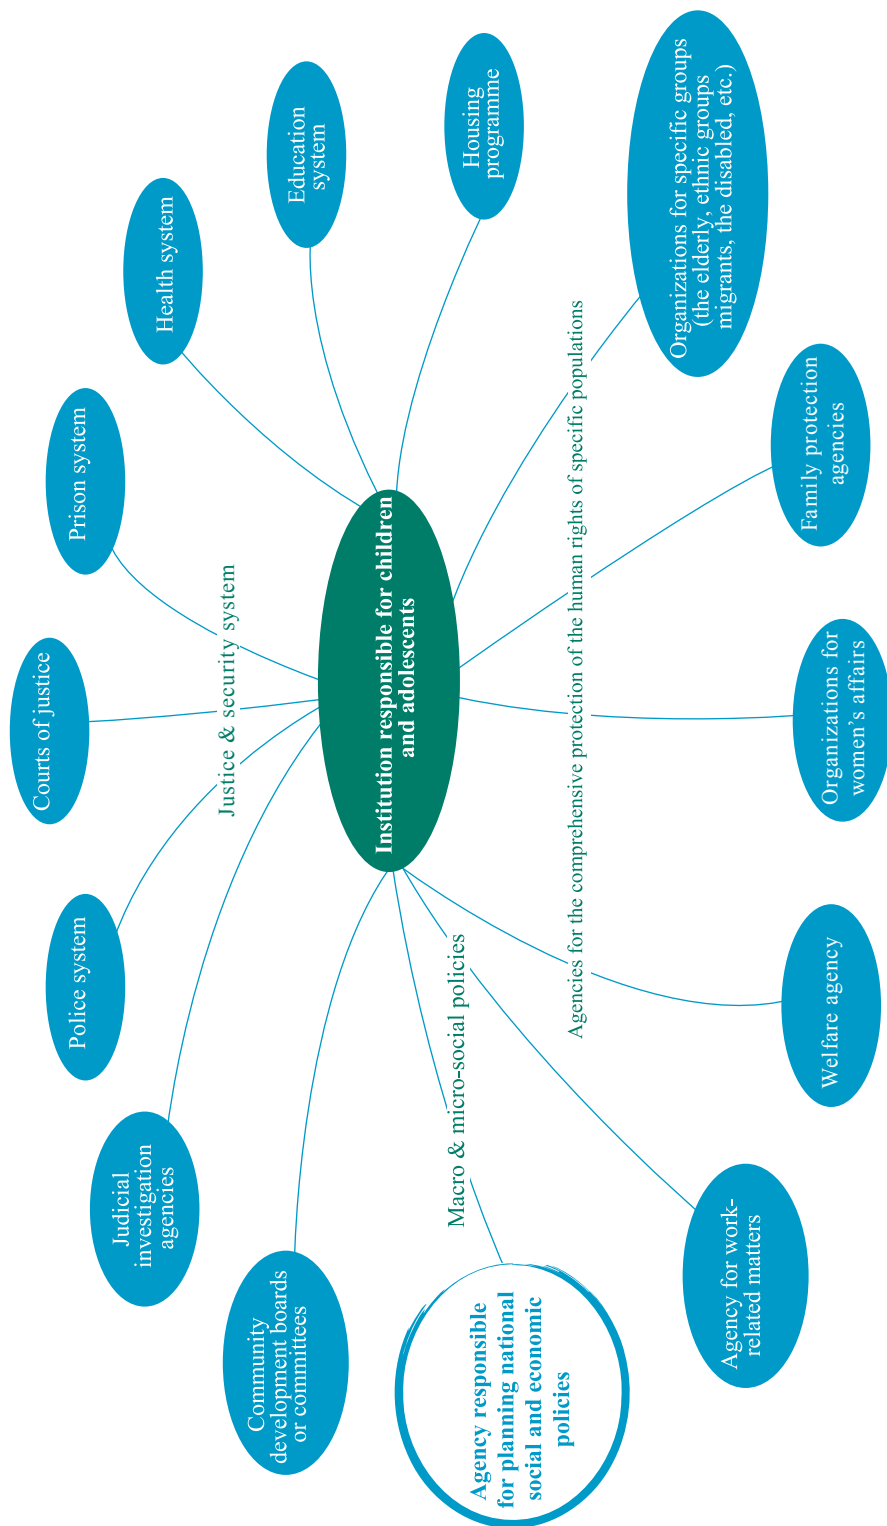 Institution responsible for children
and adolescents
Justice & security system
Macro & micro-social policies
Agencies for the comprehensive protection of the human rights of specific populations
Community
development boards
or committees
Judicial
investigation
agencies
Police system
Courts of justice
Prison system
Health system
Education
system
Housing
programme
Organizations for specific groups
(the elderly, ethnic groups
migrants, the disabled, etc.)
Family protection
agencies
Organizations for
women’s affairs
Welfare agency
Agency for work-
related matters
Agency responsible
for planning national
social and economic
policies